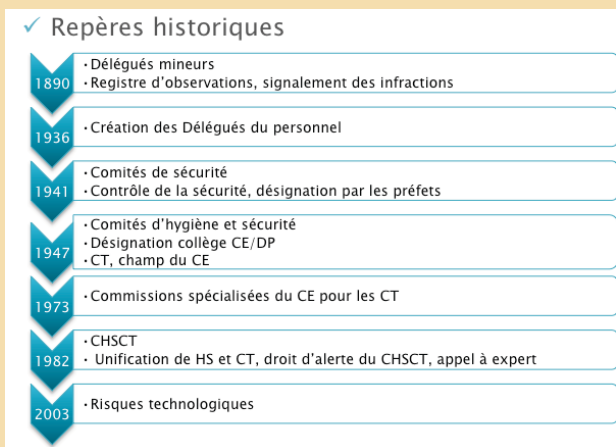 ✓ Repères historiques
1890
•Délégués mineurs
•Registre d'observations, signalement des infractions
1936
•Création des Délégués du personnel
1941
•Comités de sécurité
•Contrôle de la sécurité, désignation par les préfets
1947
•Comités d'hygiène et sécurité
•Désignation collège CE/DP
•CT, champ du CE
1973
•Commissions spécialisées du CE pour les CT
1982
•CHSCT
• Unification de HS et CT, droit d'alerte du CHSCT, appel à expert
2003
•Risques technologiques